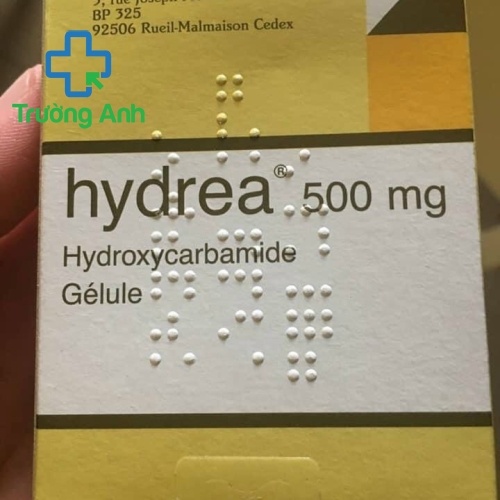 BP 325
92506 Rueil-Malmaison Cedex
Trường Anh
hydrea® 500 mg
Hydroxycarbamide
Gélule